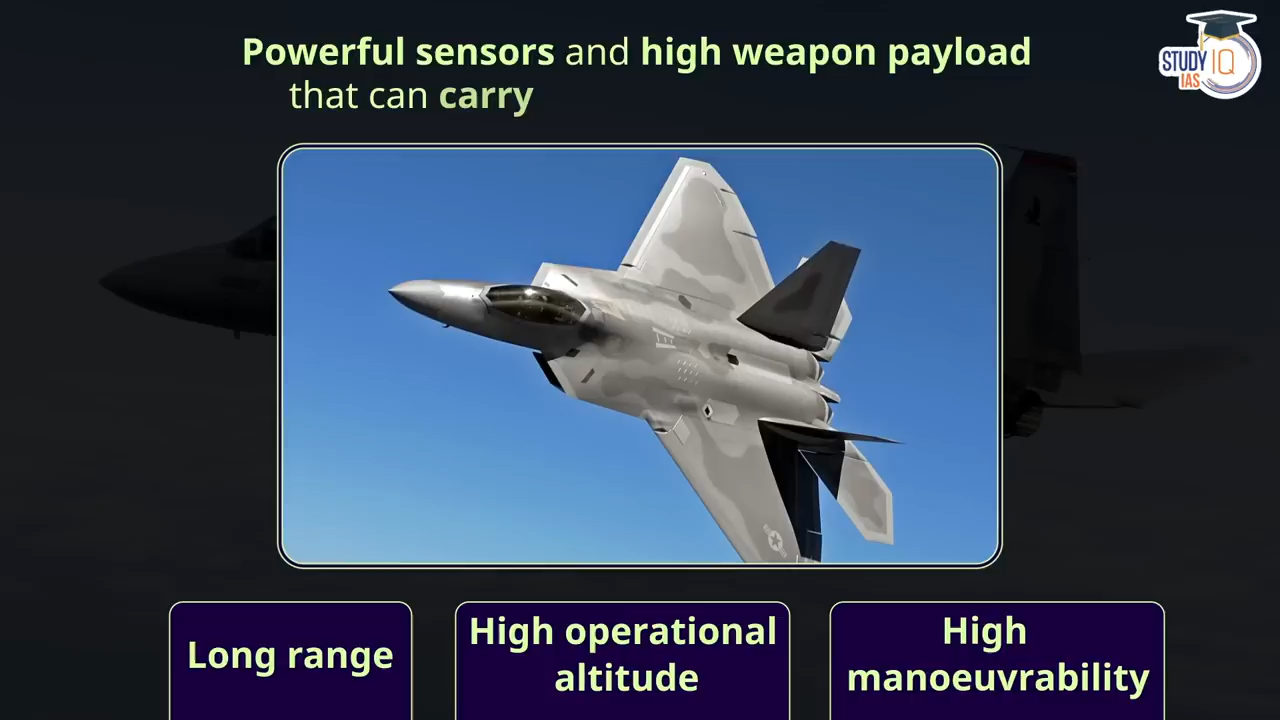 Powerful sensors and high weapon payload
that can carry
STUDY IQ
IAS
Long range
High operational
altitude
High
manoeuvrability